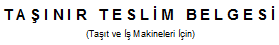 TAŞINIR TESLİM BELGESİ
(Taşıt ve İş Makineleri İçin)